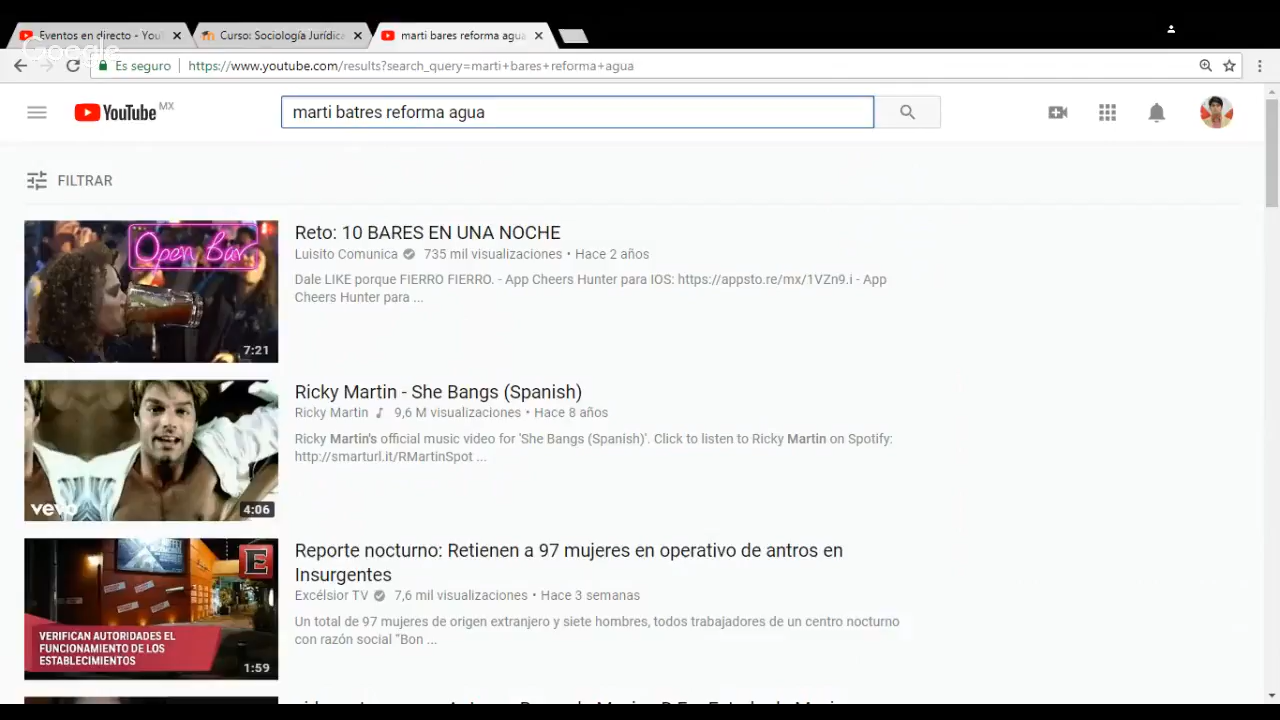 Eventos en directo - You
Curso: Sociología Jurídica
marti bares reforma agua
Google
Es seguro
https://www.youtube.com/results?search_query=marti+bares+reforma+agua
YouTube MX
marti batres reforma agua
FILTRAR
Open Bar
7:21
Reto: 10 BARES EN UNA NOCHE
Luisito Comunica 735 mil visualizaciones • Hace 2 años
Dale LIKE porque FIERRO FIERRO. - App Cheers Hunter para IOS: https://appsto.re/mx/1VZn9.i - App
Cheers Hunter para ...
vevo
4:06
Ricky Martin - She Bangs (Spanish)
Ricky Martin 9,6 M visualizaciones • Hace 8 años
Ricky Martin's official music video for 'She Bangs (Spanish)'. Click to listen to Ricky Martin on Spotify:
http://smarturl.it/RMartinSpot ...
E
VERIFICAN AUTORIDADES EL
FUNCIONAMIENTO DE LOS
ESTABLECIMIENTOS
1:59
Reporte nocturno: Retienen a 97 mujeres en operativo de antros en
Insurgentes
Excélsior TV 7,6 mil visualizaciones • Hace 3 semanas
Un total de 97 mujeres de origen extranjero y siete hombres, todos trabajadores de un centro nocturno
con razón social "Bon ...